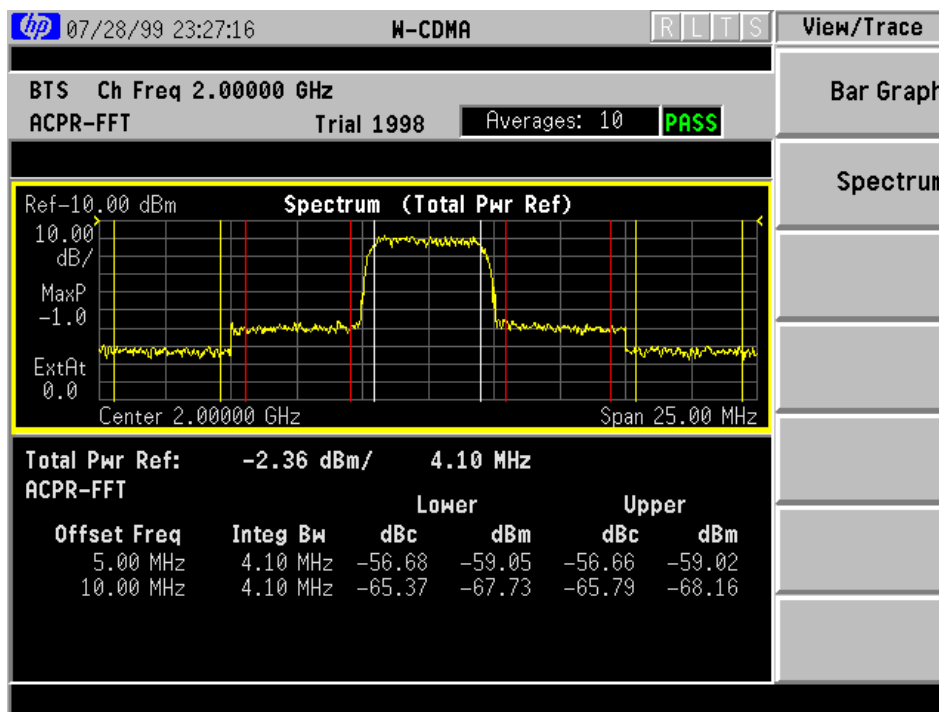 hp 07/28/99 23:27:16 W-CDMA R L T S View/Trace
BTS Ch Freq 2.00000 GHz
ACPR-FFT Trial 1998 Averages: 10 PASS
Bar Graph
Spectrum
Ref-10.00 dBm Spectrum (Total Pwr Ref)
10.00
dB/
MaxP
-1.0
ExtAt
0.0
Center 2.00000 GHz Span 25.00 MHz
Total Pwr Ref: -2.36 dBm/ 4.10 MHz
ACPR-FFT
Lower Upper
Offset Freq Integ Bw dBc dBm dBc dBm
5.00 MHz 4.10 MHz -56.68 -59.05 -56.66 -59.02
10.00 MHz 4.10 MHz -65.37 -67.73 -65.79 -68.16